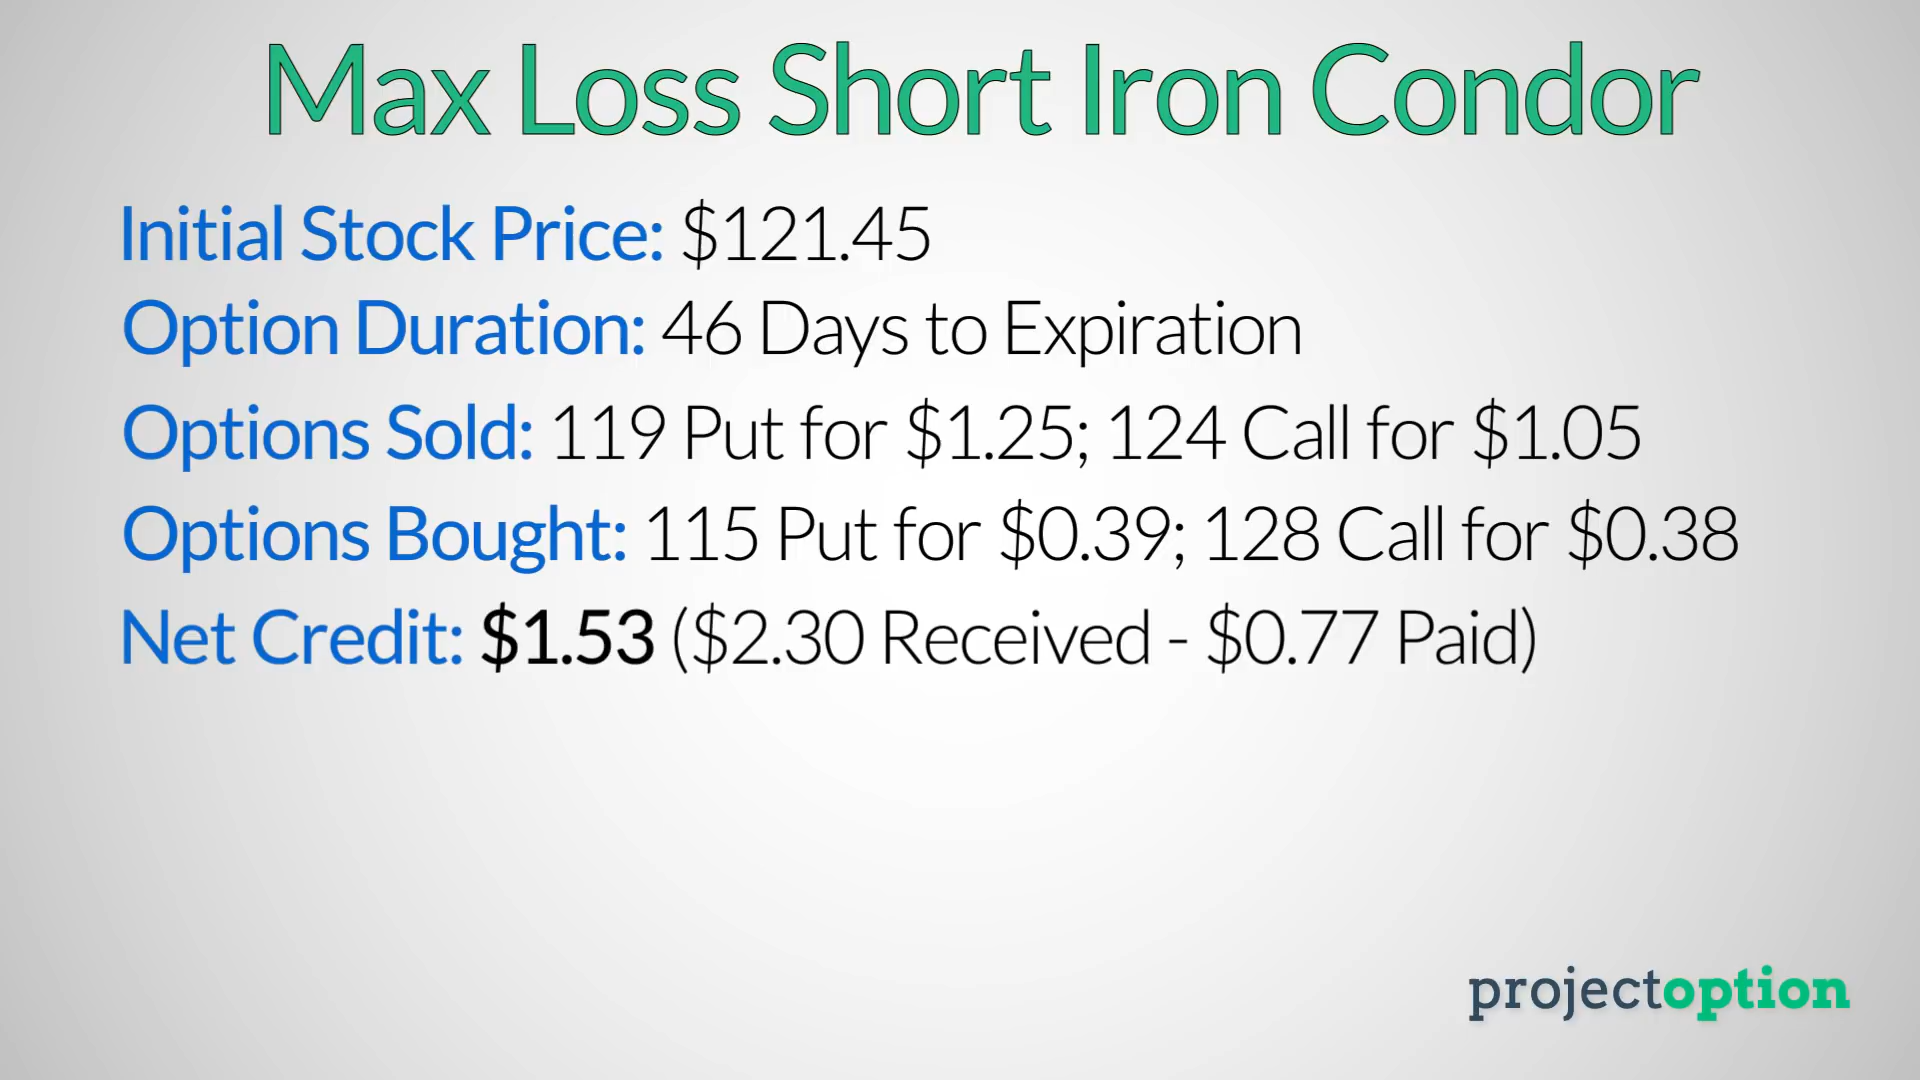 Max Loss Short Iron Condor
Initial Stock Price: $121.45
Option Duration: 46 Days to Expiration
Options Sold: 119 Put for $1.25; 124 Call for $1.05
Options Bought: 115 Put for $0.39; 128 Call for $0.38
Net Credit: $1.53 ($2.30 Received - $0.77 Paid)
projectoption